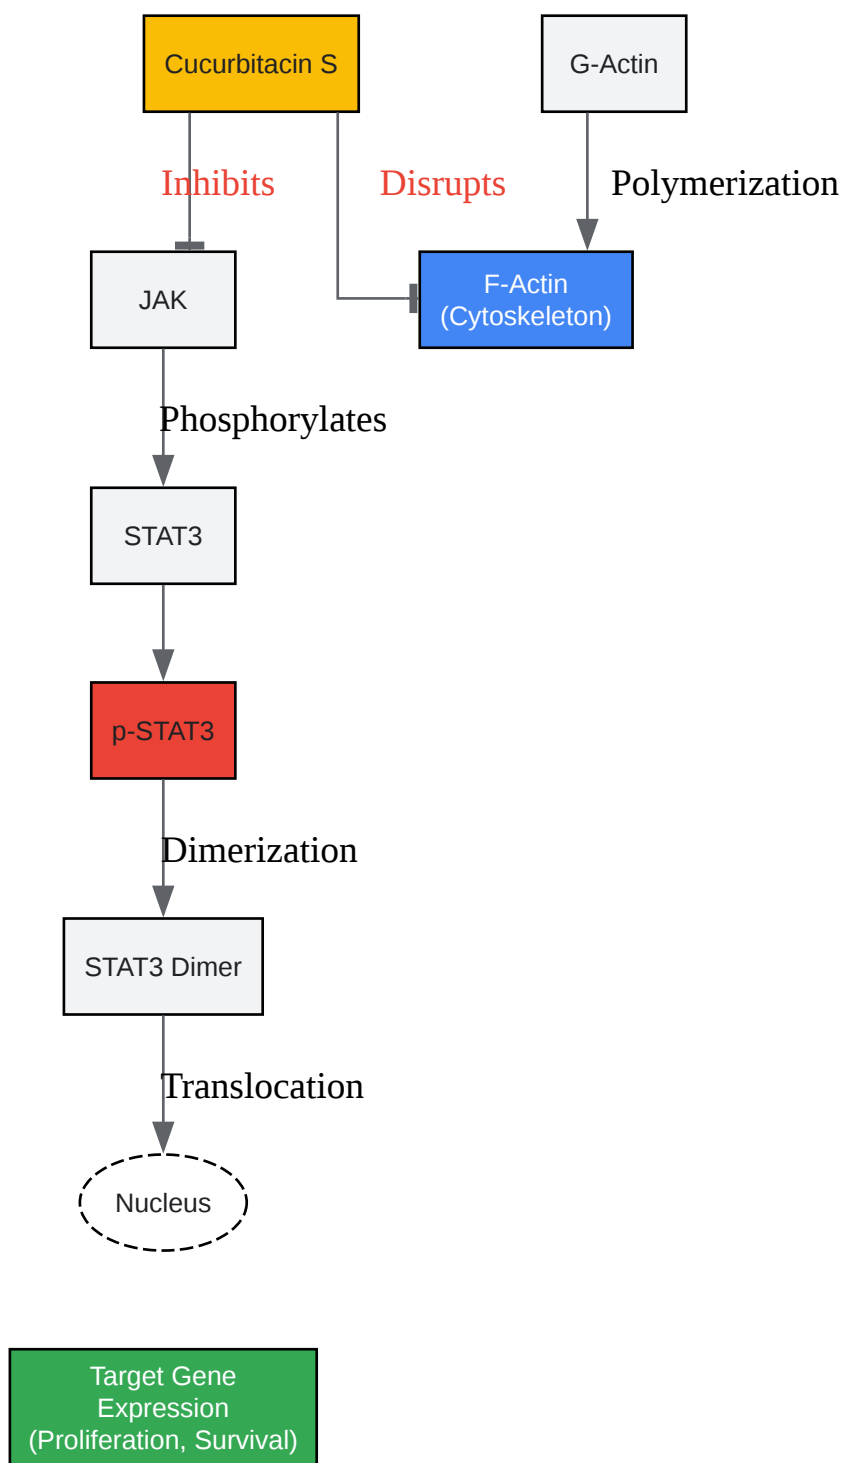 Cucurbitacin S
G-Actin
Inhibits
Disrupts
Polymerization
JAK
F-Actin
(Cytoskeleton)
Phosphorylates
STAT3
p-STAT3
Dimerization
STAT3 Dimer
Translocation
Nucleus
Target Gene
Expression
(Proliferation, Survival)